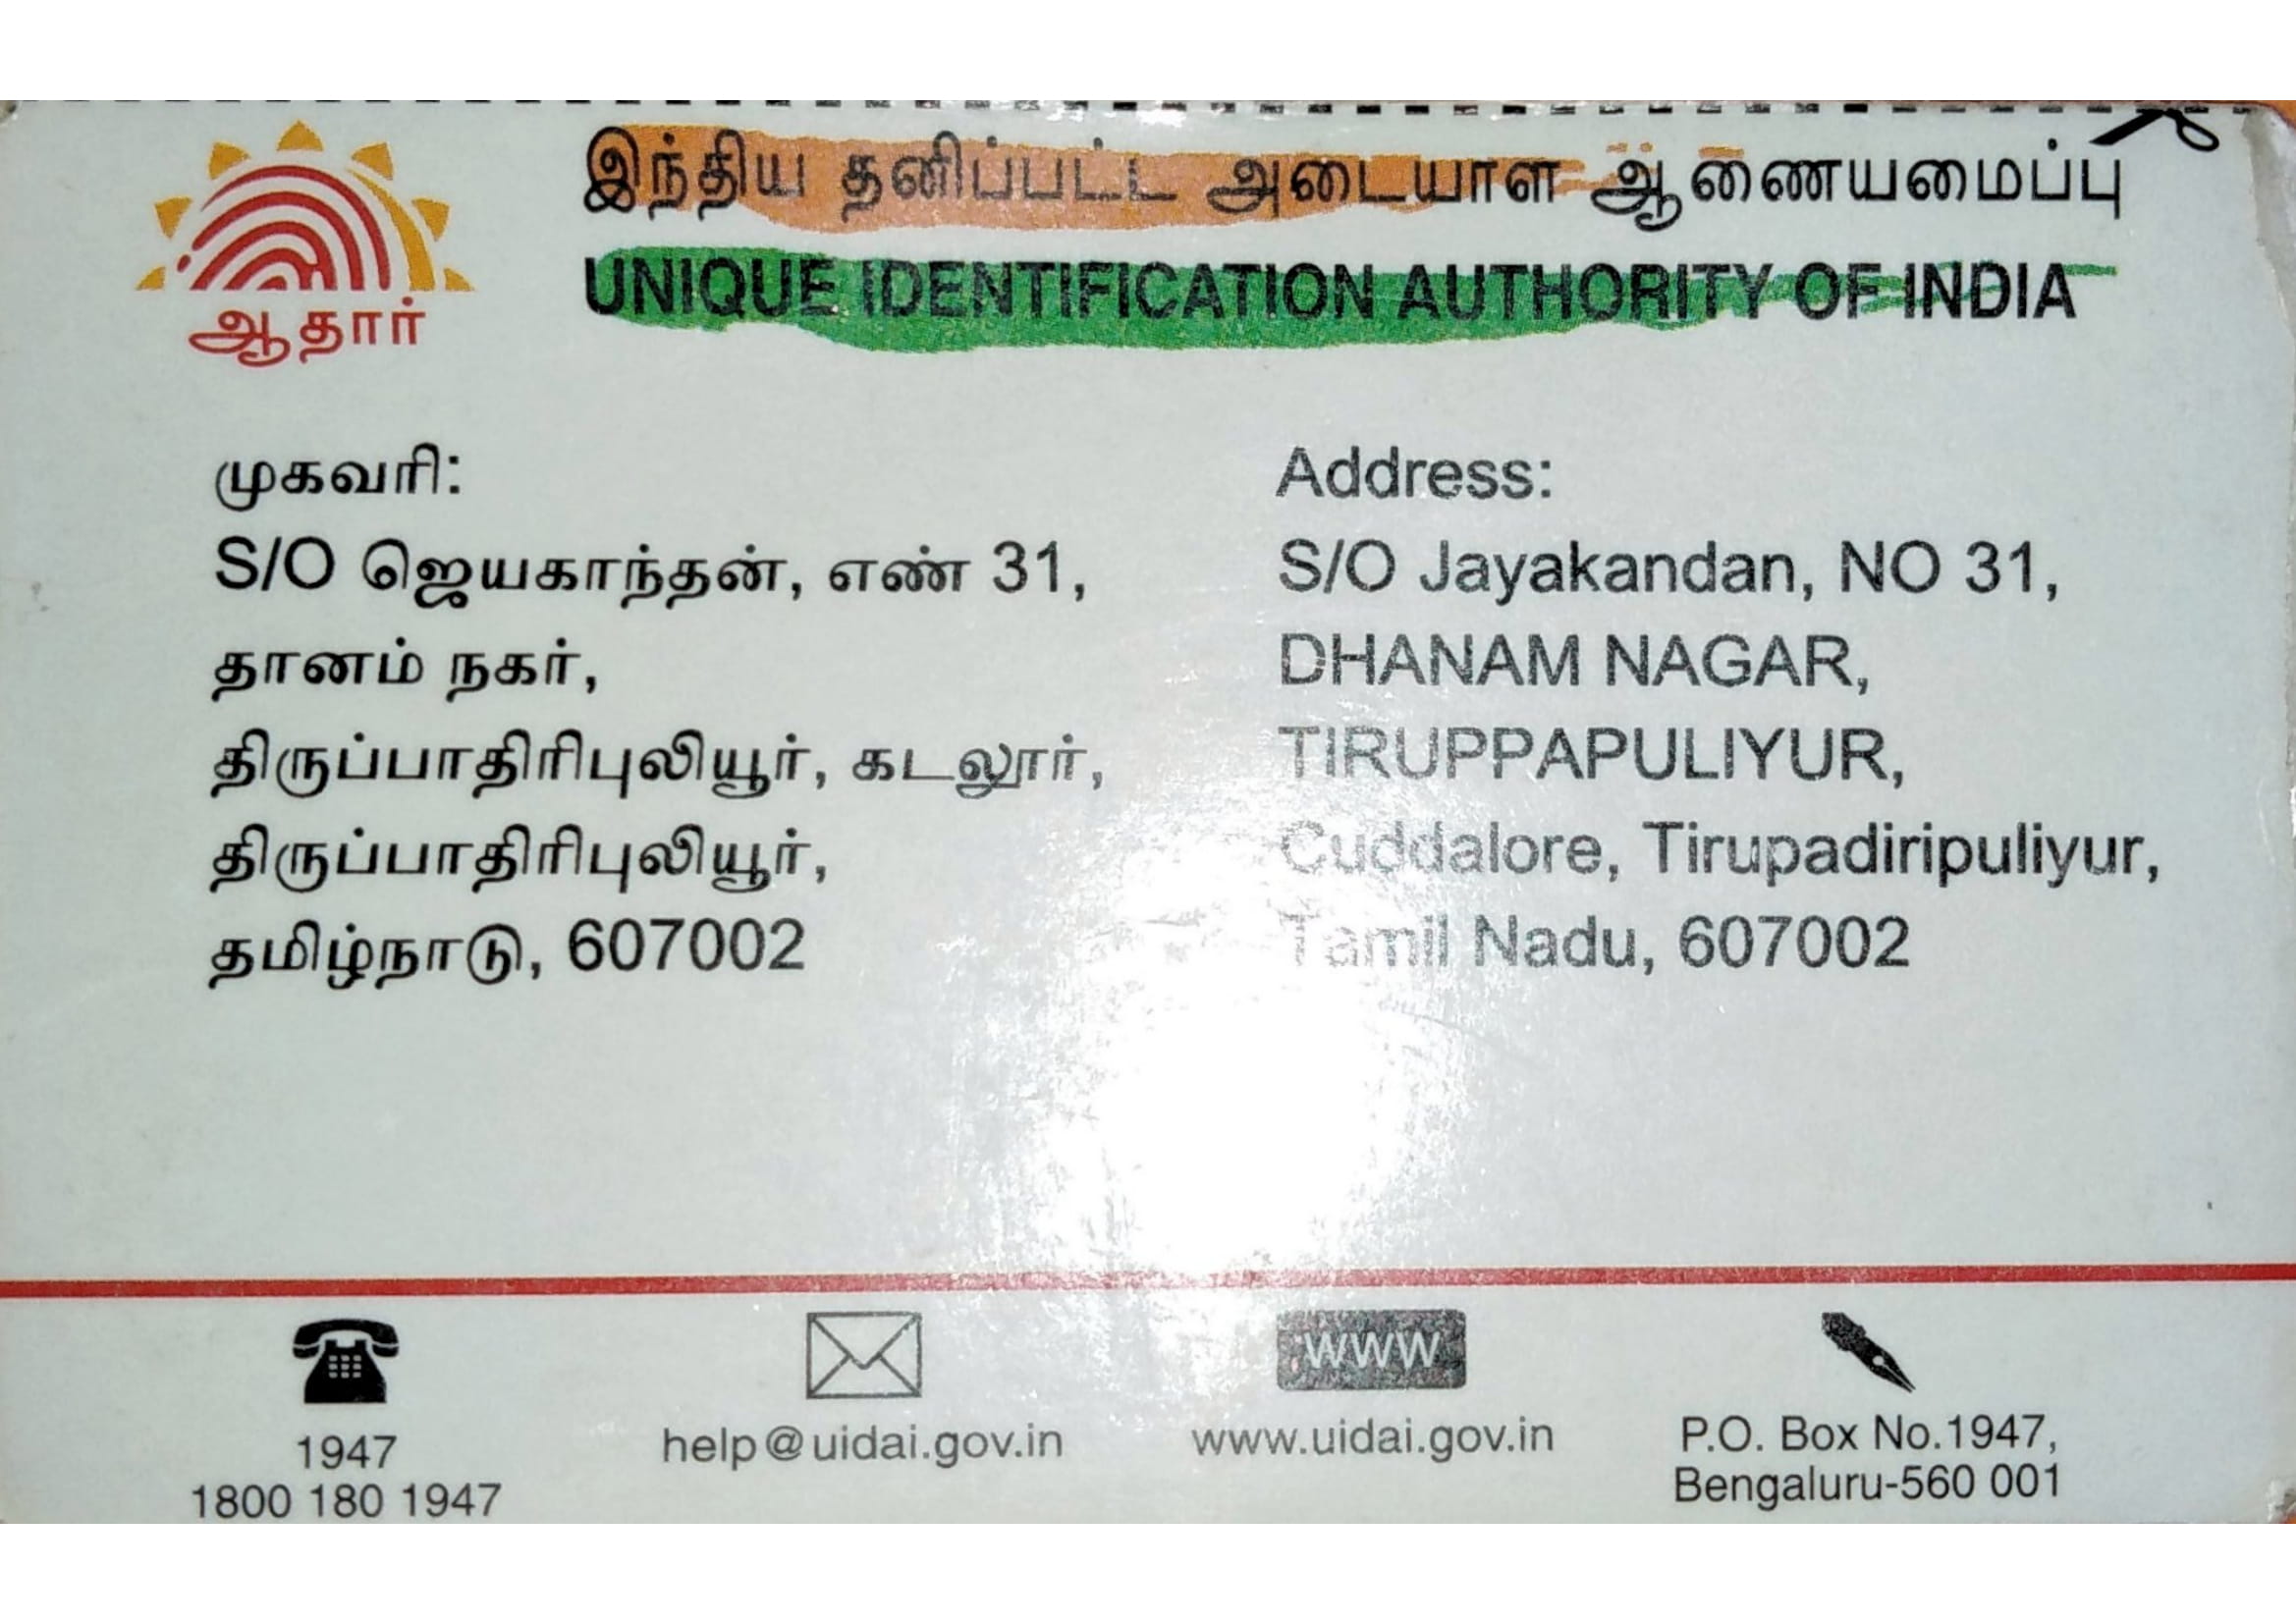 இந்திய தனிப்பட்ட அடையாள ஆணையமைப்பு
UNIQUE IDENTIFICATION AUTHORITY OF INDIA
ஆதார்
முகவரி:
S/O ஜெயகாந்தன், எண் 31,
தானம் நகர்,
திருப்பாதிரிபுலியூர், கடலூர்,
திருப்பாதிரிபுலியூர்,
தமிழ்நாடு, 607002
Address:
S/O Jayakandan, NO 31,
DHANAM NAGAR,
TIRUPPAPULIYUR,
Cuddalore, Tirupadiripuliyur,
Tamil Nadu, 607002
1947
1800 180 1947
help@uidai.gov.in
www
www.uidai.gov.in
P.O. Box No.1947,
Bengaluru-560 001